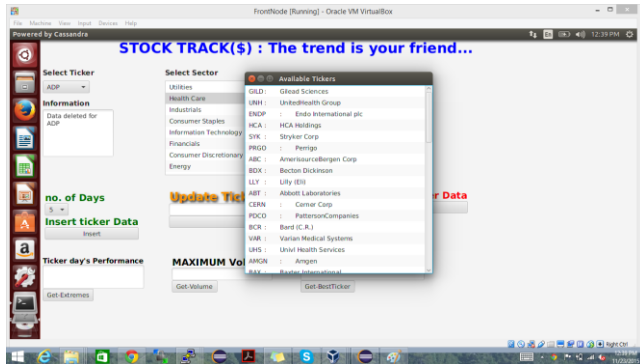 FrontNode [Running] - Oracle VM VirtualBox
File Machine View Input Devices Help
Powered by Cassandra
En
12:39 PM
STOCK TRACK($) : The trend is your friend...
Select Ticker
ADP
Information
Data deleted for
ADP
Select Sector
Utilities
Health Care
Industrials
Consumer Staples
Information Technology
Financials
Consumer Discretionary
Energy
Available Tickers
GILD : Gilead Sciences
UNH : UnitedHealth Group
ENDP : Endo International plc
HCA : HCA Holdings
SYK : Stryker Corp
PRGO : Perrigo
ABC : AmerisourceBergen Corp
BDX : Becton Dickinson
LLY : Lilly (Eli)
ABT : Abbott Laboratories
CERN : Cerner Corp
PDCO : PattersonCompanies
BCR : Bard (C.R.)
VAR : Varian Medical Systems
UHS : Univl Health Services
AMGN : Amgen
BAX : Baxter International
no. of Days
5
Insert ticker Data
Insert
Update Tic
r Data
Ticker day's Performance
Get-Extremes
MAXIMUM Vo
Get-Volume
Get-BestTicker
Right Ctrl
12:39 PM